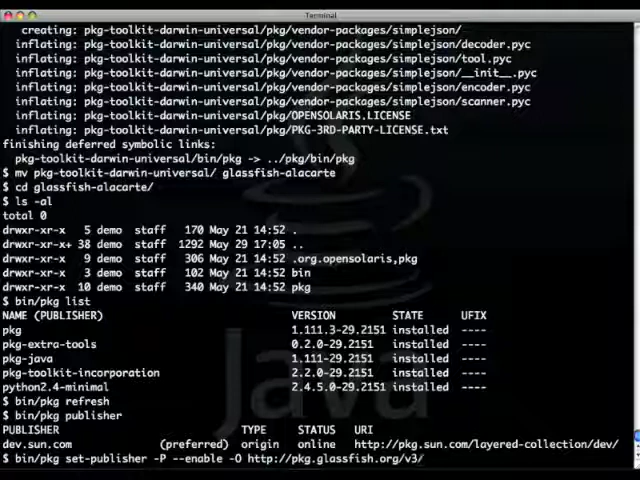 Terminal
creating: pkg-toolkit-darwin-universal/pkg/vendor-packages/simplejson/
inflating: pkg-toolkit-darwin-universal/pkg/vendor-packages/simplejson/decoder.pyc
inflating: pkg-toolkit-darwin-universal/pkg/vendor-packages/simplejson/tool.pyc
inflating: pkg-toolkit-darwin-universal/pkg/vendor-packages/simplejson/__init__.pyc
inflating: pkg-toolkit-darwin-universal/pkg/vendor-packages/simplejson/encoder.pyc
inflating: pkg-toolkit-darwin-universal/pkg/vendor-packages/simplejson/scanner.pyc
inflating: pkg-toolkit-darwin-universal/pkg/OPENSOLARIS.LICENSE
inflating: pkg-toolkit-darwin-universal/pkg/PKG-3RD-PARTY-LICENSE.txt
finishing deferred symbolic links:
pkg-toolkit-darwin-universal/bin/pkg -> ../pkg/bin/pkg
$ mv pkg-toolkit-darwin-universal/ glassfish-alacarte
$ cd glassfish-alacarte/
$ ls -al
total 0
drwxr-xr-x 5 demo staff 170 May 21 14:52 .
drwxr-xr-x+ 38 demo staff 1292 May 29 17:05 ..
drwxr-xr-x 9 demo staff 306 May 21 14:52 .org.opensolaris,pkg
drwxr-xr-x 3 demo staff 102 May 21 14:52 bin
drwxr-xr-x 10 demo staff 340 May 21 14:52 pkg
$ bin/pkg list
NAME (PUBLISHER) VERSION STATE UFIX
pkg 1.111.3-29.2151 installed ----
pkg-extra-tools 0.2.0-29.2151 installed ----
pkg-java 1.111-29.2151 installed ----
pkg-toolkit-incorporation 2.2.0-29.2151 installed ----
python2.4-minimal 2.4.5.0-29.2151 installed ----
$ bin/pkg refresh
$ bin/pkg publisher
PUBLISHER TYPE STATUS URI
dev.sun.com (preferred) origin online http://pkg.sun.com/layered-collection/dev/
$ bin/pkg set-publisher -P --enable -O http://pkg.glassfish.org/v3/
Java